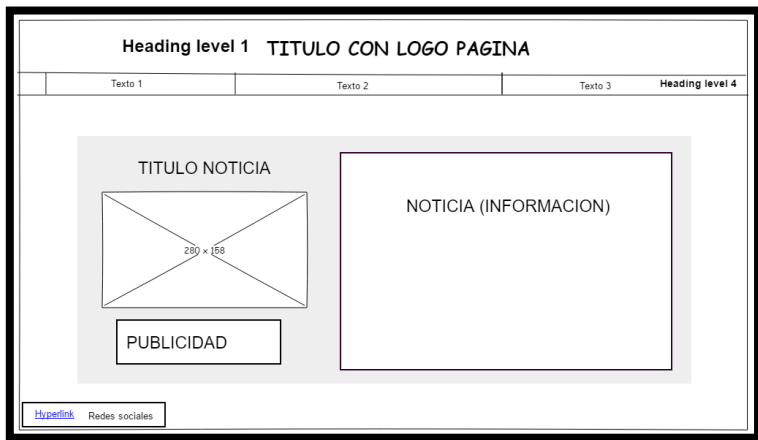 Heading level 1 TITULO CON LOGO PAGINA
Texto 1 Texto 2 Texto 3 Heading level 4
TITULO NOTICIA
280 × 158
PUBLICIDAD
NOTICIA (INFORMACION)
Hyperlink Redes sociales